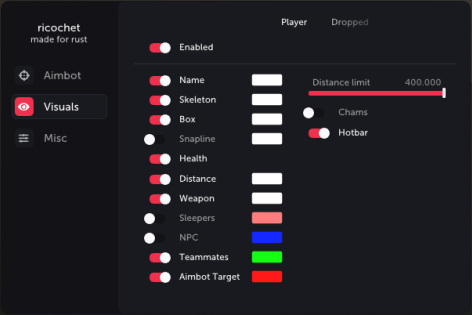 ricochet
made for rust
Aimbot
Visuals
Misc
Player
Dropped
Enabled
Name
Skeleton
Box
Snapline
Health
Distance
Weapon
Sleepers
NPC
Teammates
Aimbot Target
Distance limit 400.000
Chams
Hotbar